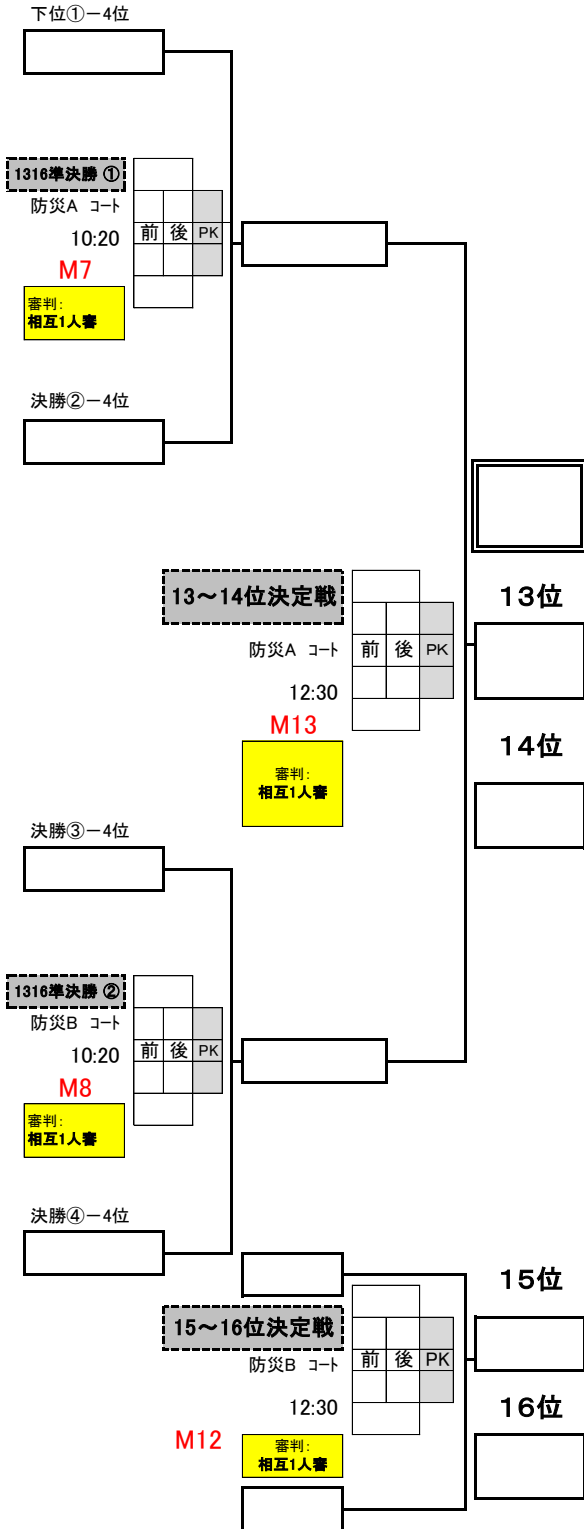 下位①－4位
1316準決勝 ①
防災A コート
10:20
前 後 PK
M7
審判:
相互1人審
決勝②－4位
13～14位決定戦
13位
防災A コート
前 後 PK
12:30
M13
14位
審判:
相互1人審
決勝③－4位
1316準決勝 ②
防災B コート
10:20
前 後 PK
M8
審判:
相互1人審
決勝④－4位
15位
15～16位決定戦
防災B コート
前 後 PK
12:30
16位
M12
審判:
相互1人審